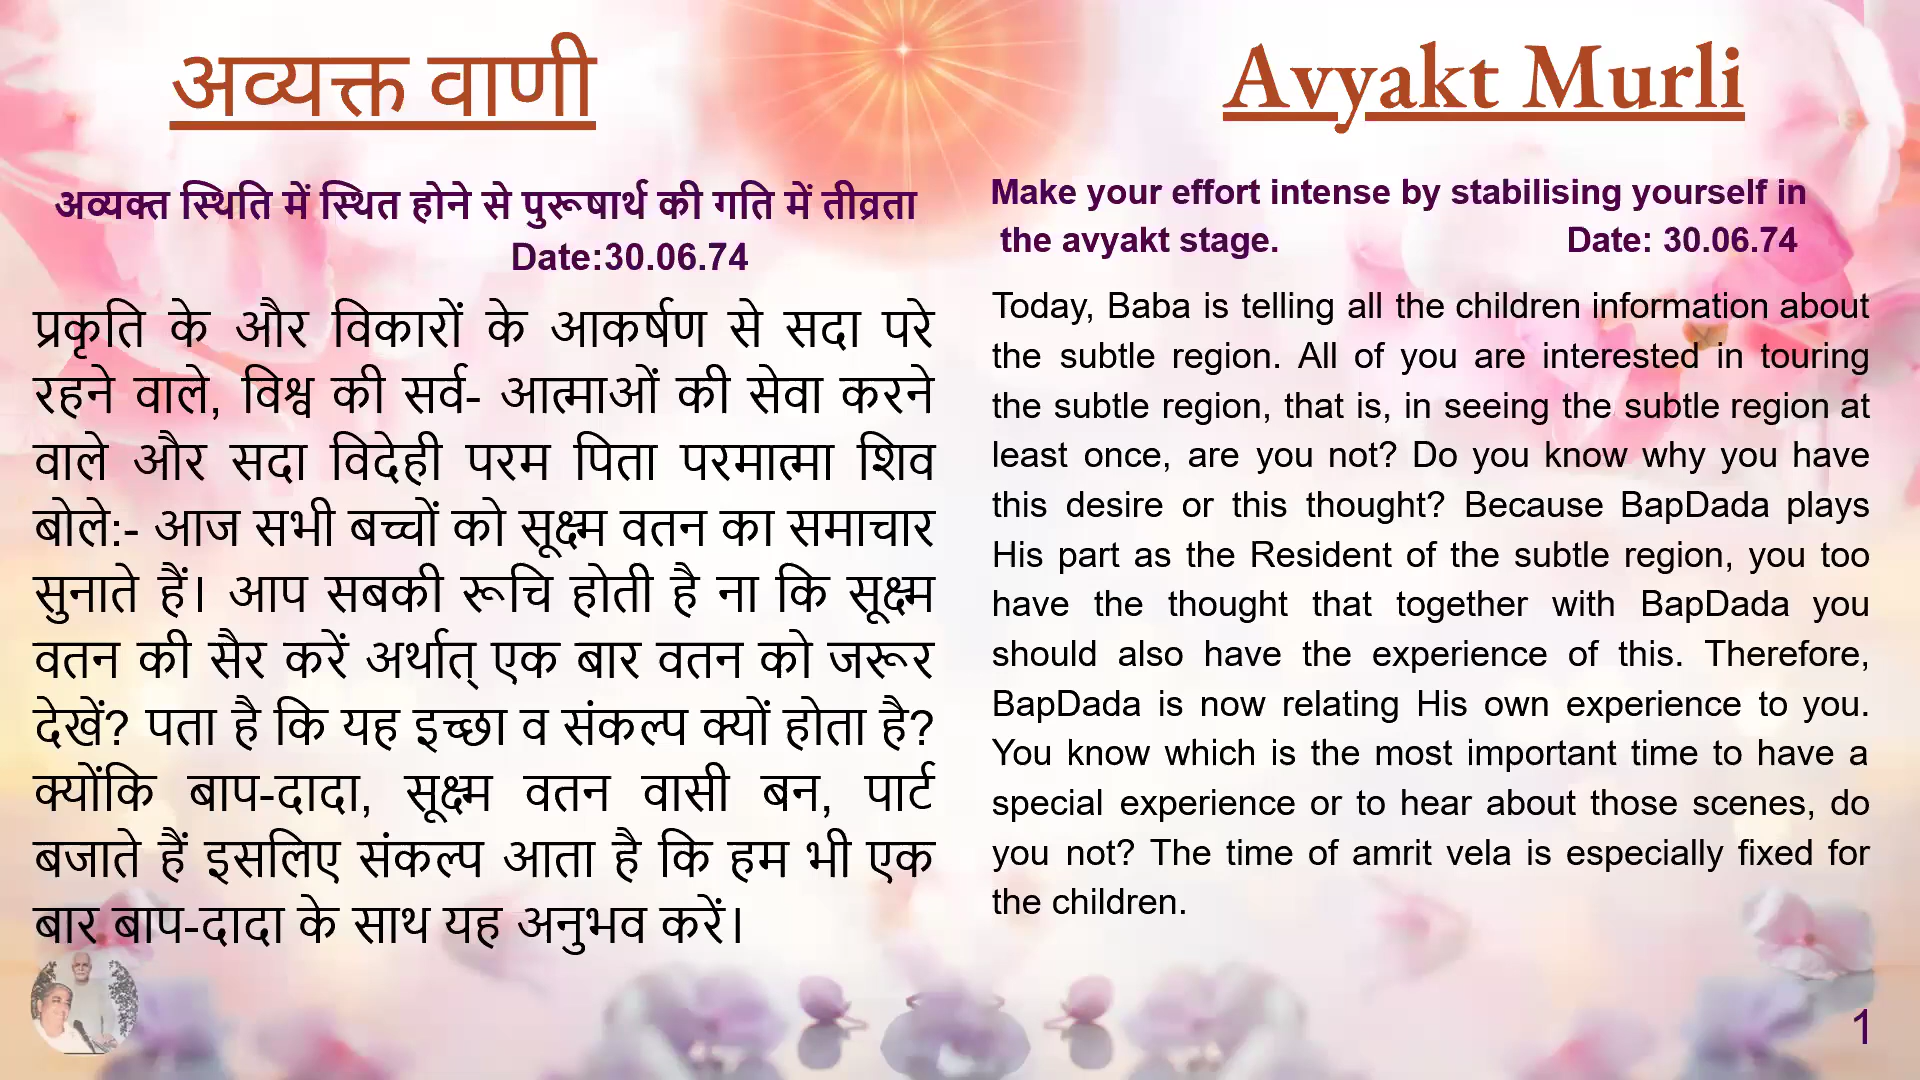 अव्यक्त वाणी
अव्यक्त स्थिति में स्थित होने से पुरूषार्थ की गति में तीव्रता
Date:30.06.74
प्रकृति के और विकारों के आकर्षण से सदा परे
रहने वाले, विश्व की सर्व- आत्माओं की सेवा करने
वाले और सदा विदेही परम पिता परमात्मा शिव
बोले:- आज सभी बच्चों को सूक्ष्म वतन का समाचार
सुनाते हैं। आप सबकी रूचि होती है ना कि सूक्ष्म
वतन की सैर करें अर्थात् एक बार वतन को जरूर
देखें? पता है कि यह इच्छा व संकल्प क्यों होता है?
क्योंकि बाप-दादा, सूक्ष्म वतन वासी बन, पार्ट
बजाते हैं इसलिए संकल्प आता है कि हम भी एक
बार बाप-दादा के साथ यह अनुभव करें।
Avyakt Murli
Make your effort intense by stabilising yourself in
the avyakt stage. Date: 30.06.74
Today, Baba is telling all the children information about
the subtle region. All of you are interested in touring
the subtle region, that is, in seeing the subtle region at
least once, are you not? Do you know why you have
this desire or this thought? Because BapDada plays
His part as the Resident of the subtle region, you too
have the thought that together with BapDada you
should also have the experience of this. Therefore,
BapDada is now relating His own experience to you.
You know which is the most important time to have a
special experience or to hear about those scenes, do
you not? The time of amrit vela is especially fixed for
the children.
1